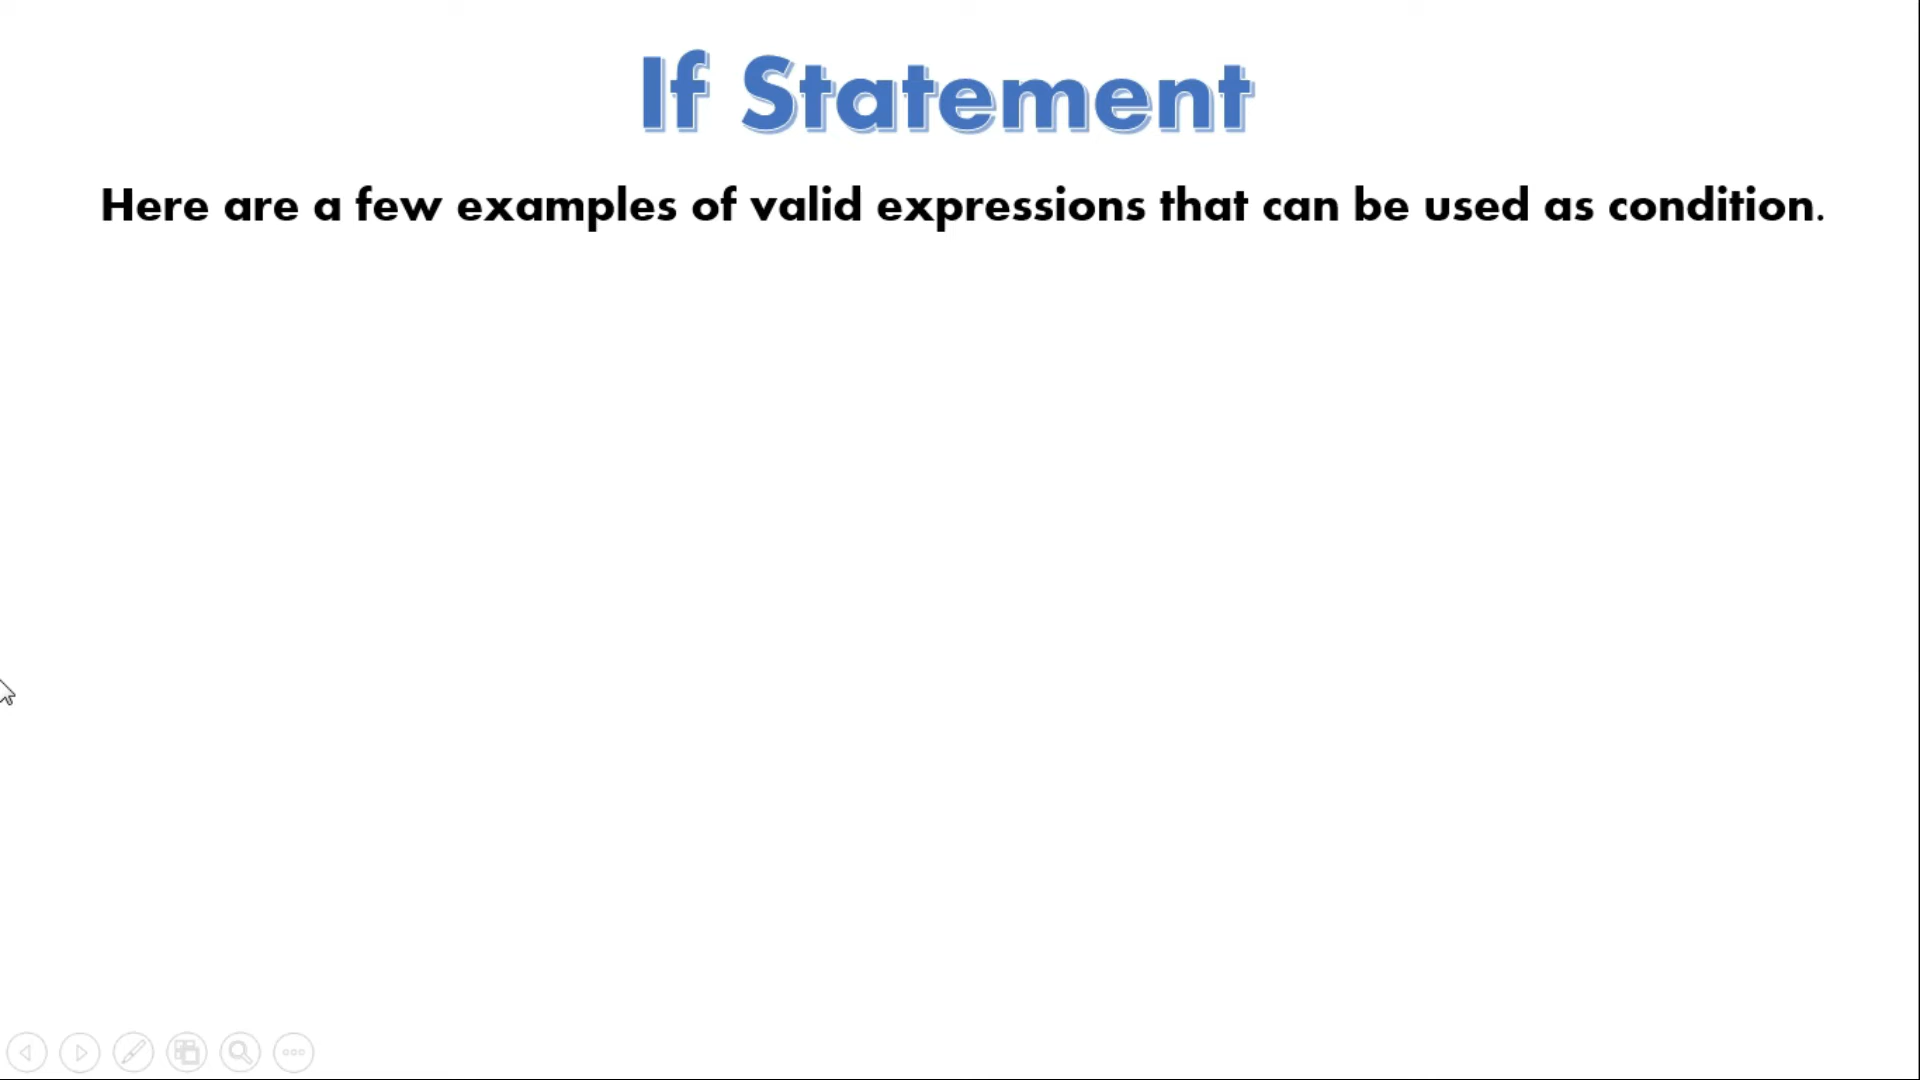 If Statement
Here are a few examples of valid expressions that can be used as condition.